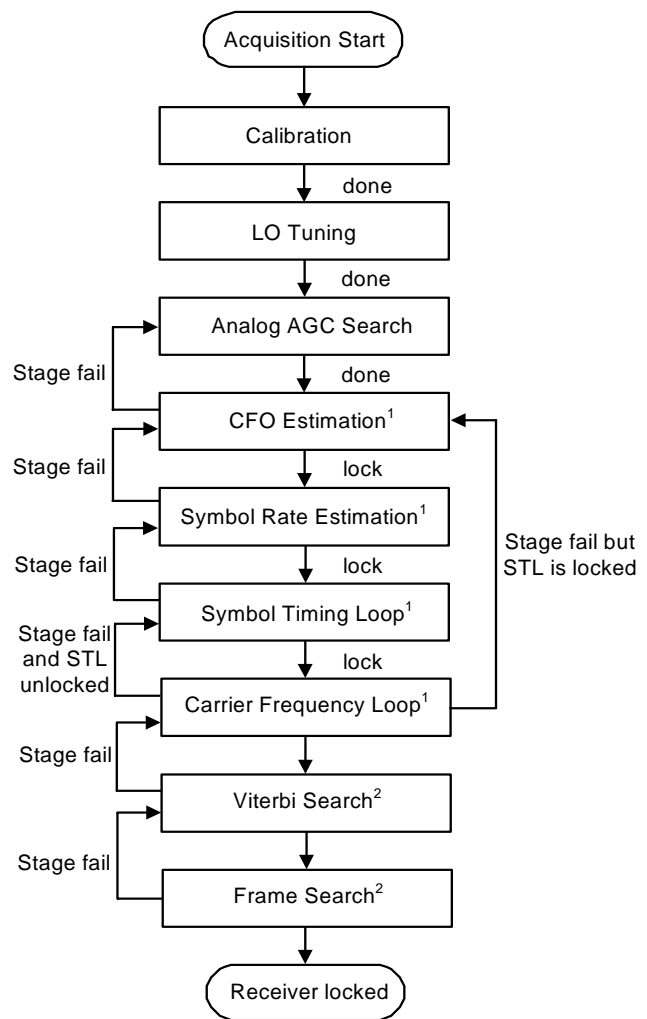 Acquisition Start
Calibration
done
LO Tuning
done
Analog AGC Search
Stage fail
done
CFO Estimation¹
Stage fail
lock
Symbol Rate Estimation¹
Stage fail but
STL is locked
Stage fail
lock
Symbol Timing Loop¹
Stage fail
and STL
unlocked
lock
Carrier Frequency Loop¹
Stage fail
Viterbi Search²
Stage fail
Frame Search²
Receiver locked